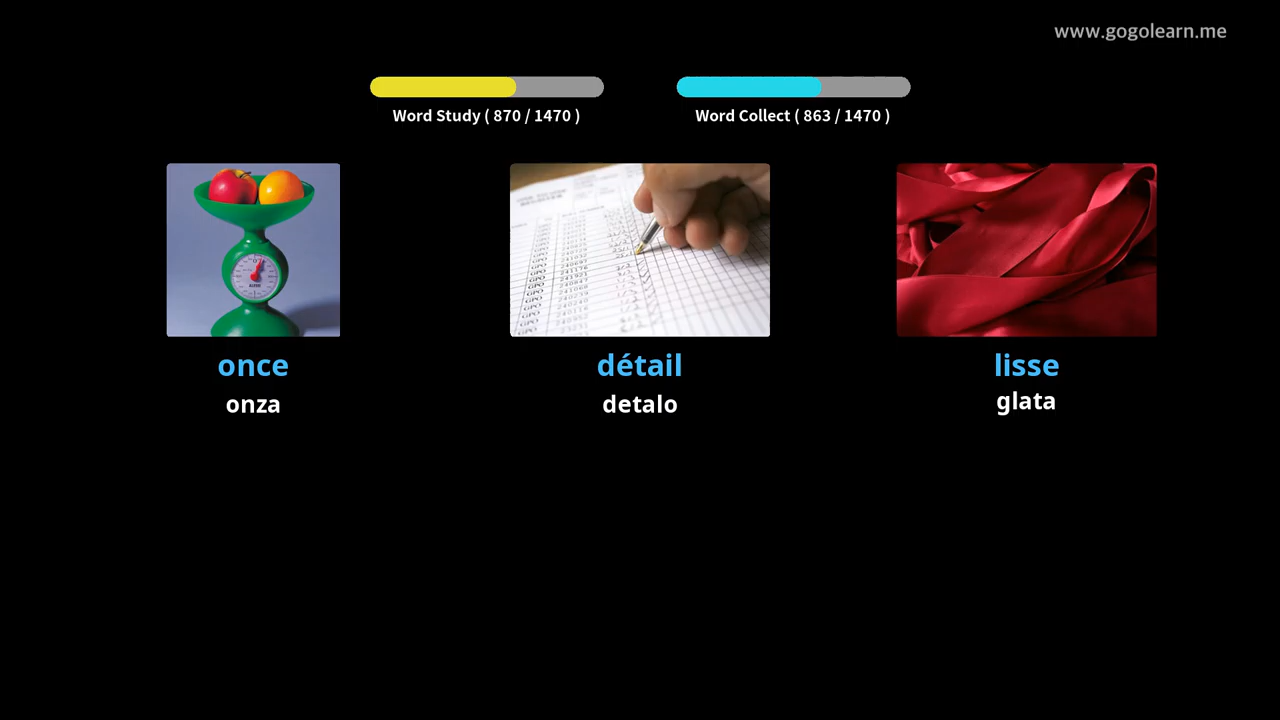 www.gogolearn.me
Word Study ( 870 / 1470 )
Word Collect ( 863 / 1470 )
once
détail
lisse
onza
detalo
glata